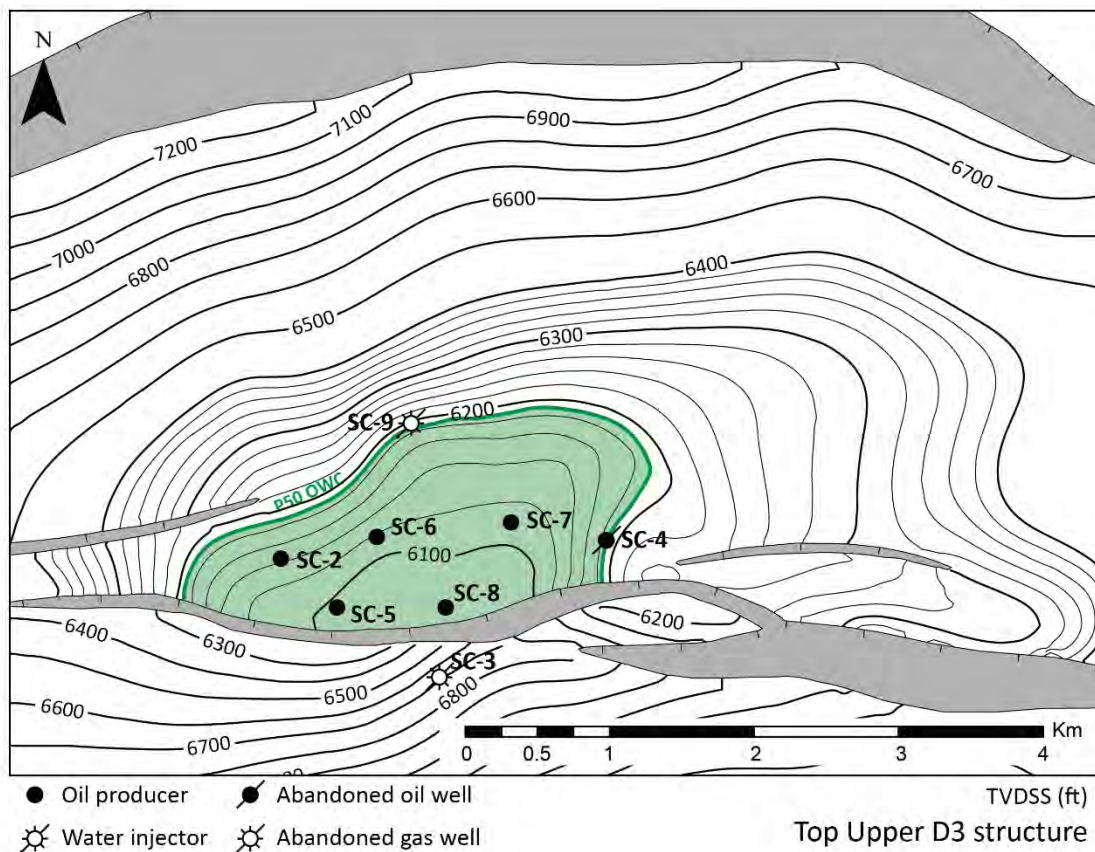 N
7200
7100
6900
6700
7000
6800
6600
6400
6500
6300
SC-9
6200
P50 OWC
SC-6
SC-7
SC-4
SC-2
6100
SC-5
SC-8
6200
6400
6300
SC-3
6500
6800
6600
6700
Km
0 0.5 1 2 3 4
Oil producer
Abandoned oil well
TVDSS (ft)
Water injector
Abandoned gas well
Top Upper D3 structure